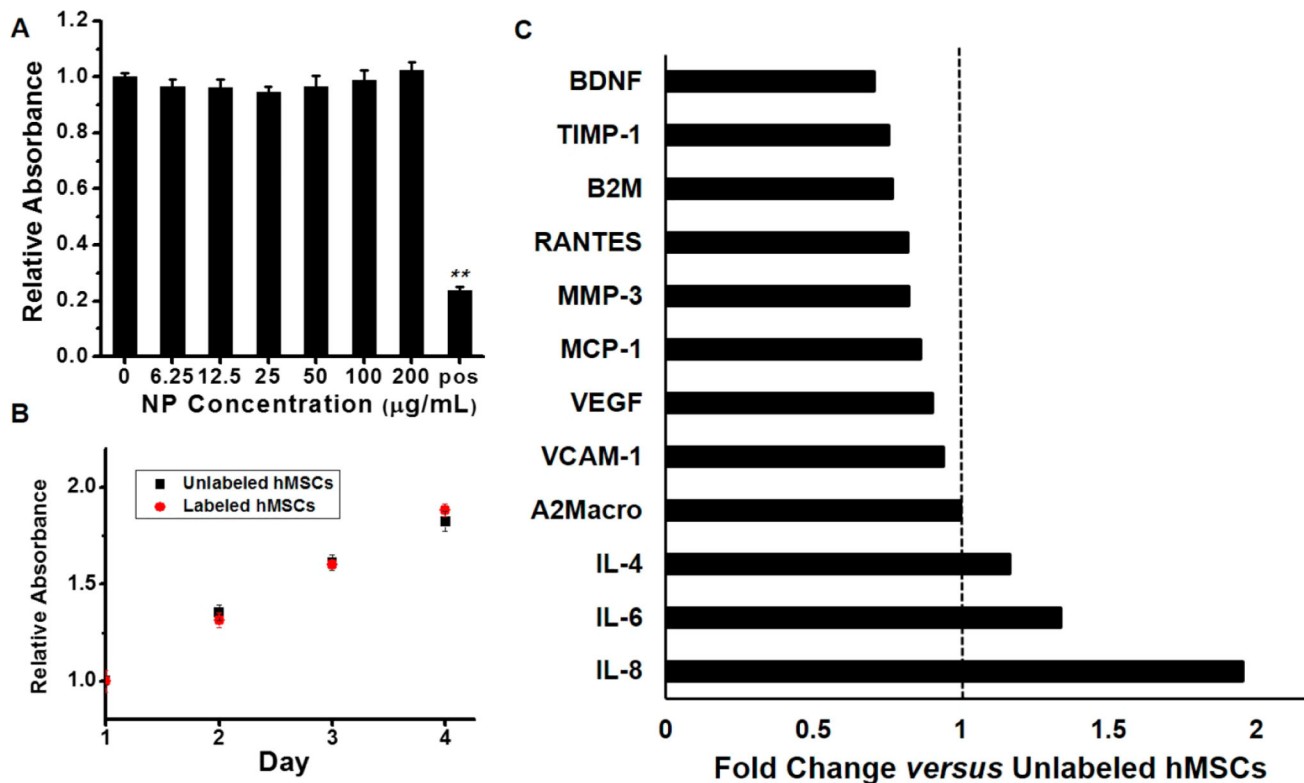 A
1.2
1.0
0.8
0.6
0.4
0.2
0.0
Relative Absorbance
**
0 6.25 12.5 25 50 100 200 pos
NP Concentration (μg/mL)
B
Unlabeled hMSCs
Labeled hMSCs
2.0
1.5
1.0
Relative Absorbance
1 2 3 4
Day
C
BDNF
TIMP-1
B2M
RANTES
MMP-3
MCP-1
VEGF
VCAM-1
A2Macro
IL-4
IL-6
IL-8
0 0.5 1 1.5 2
Fold Change versus Unlabeled hMSCs